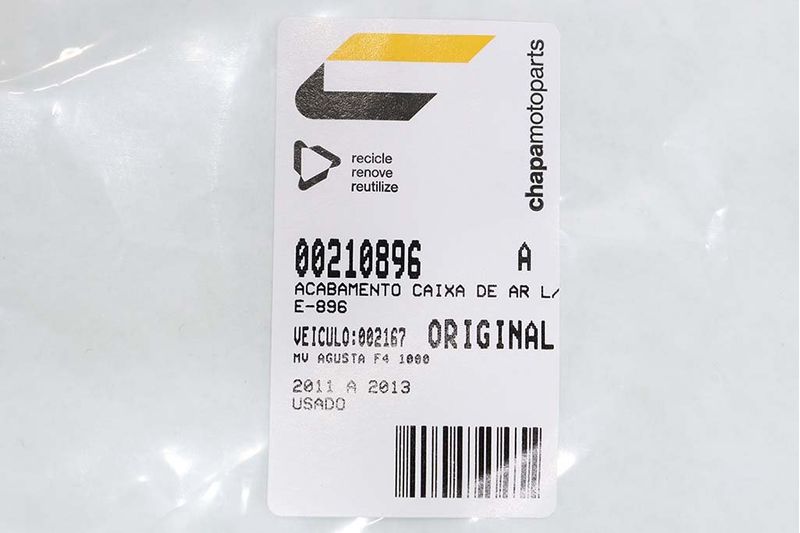 chapamotoparts
recicle
renove
reutilize
00210896 A
ACABAMENTO CAIXA DE AR L/
E-896
VEICULO:002167 ORIGINAL
MV AGUSTA F4 1000
2011 A 2013
USADO